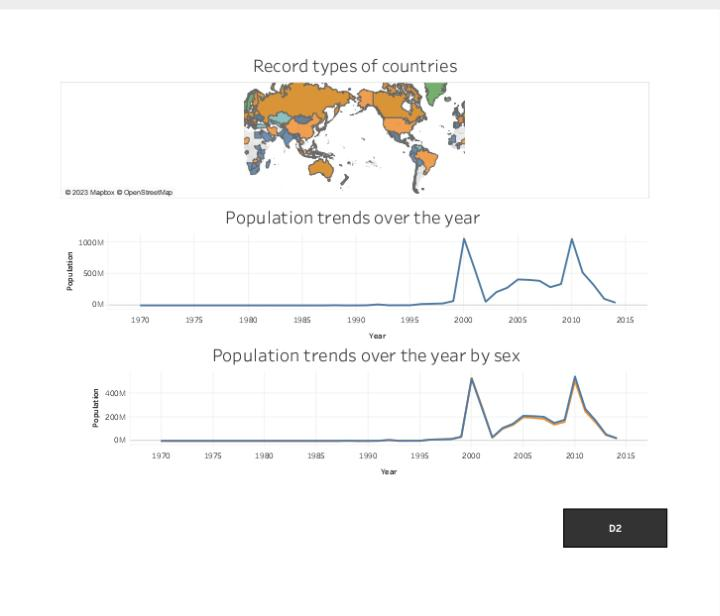 Record types of countries
© 2023 Mapbox © OpenStreetMap
Population trends over the year
Population
1000M
500M
0M
1970 1975 1980 1985 1990 1995 2000 2005 2010 2015
Year
Population trends over the year by sex
Population
400M
200M
0M
1970 1975 1980 1985 1990 1995 2000 2005 2010 2015
Year
D2